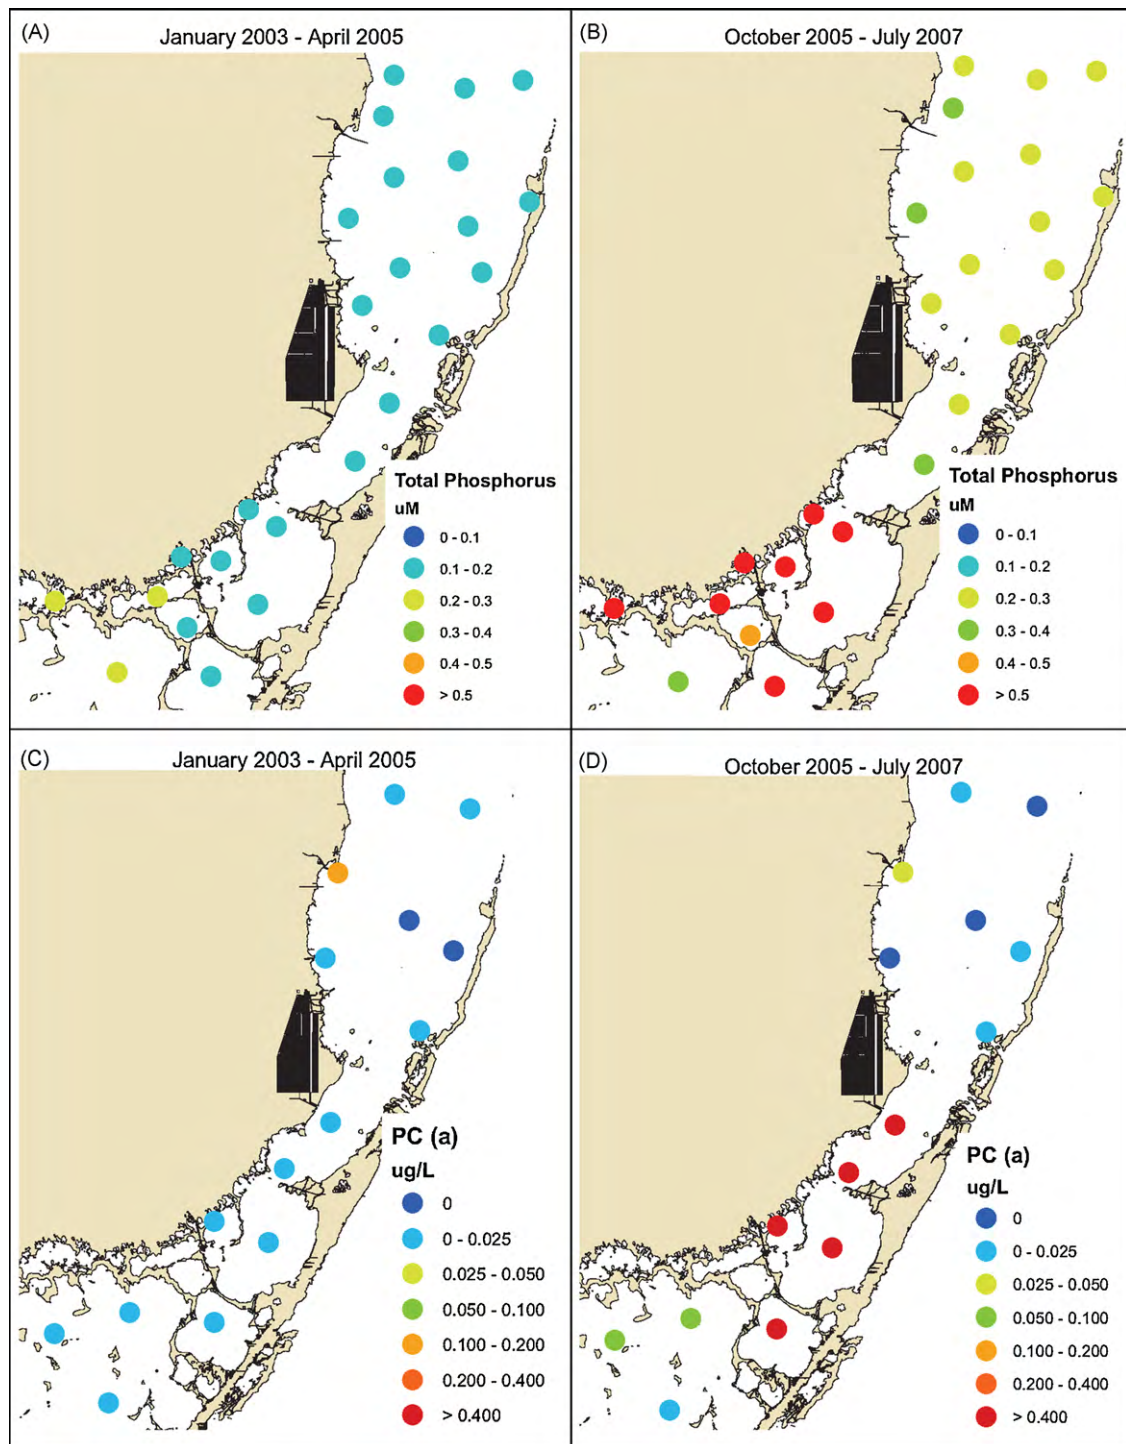 (A)
January 2003 - April 2005
Total Phosphorus
uM
0 - 0.1
0.1 - 0.2
0.2 - 0.3
0.3 - 0.4
0.4 - 0.5
> 0.5
(B)
October 2005 - July 2007
Total Phosphorus
uM
0 - 0.1
0.1 - 0.2
0.2 - 0.3
0.3 - 0.4
0.4 - 0.5
> 0.5
(C)
January 2003 - April 2005
PC (a)
ug/L
0
0 - 0.025
0.025 - 0.050
0.050 - 0.100
0.100 - 0.200
0.200 - 0.400
> 0.400
(D)
October 2005 - July 2007
PC (a)
ug/L
0
0 - 0.025
0.025 - 0.050
0.050 - 0.100
0.100 - 0.200
0.200 - 0.400
> 0.400